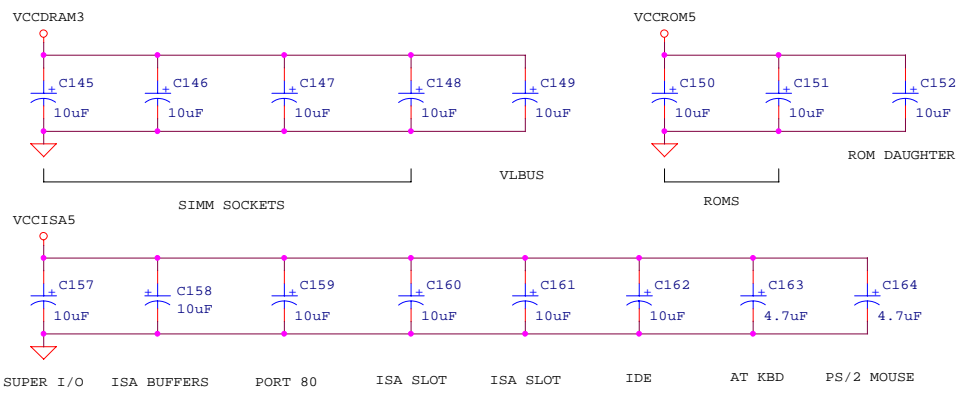 VCCDRAM3
VCCROM5
C145 C146 C147 C148 C149 C150 C151 C152
10uF 10uF 10uF 10uF 10uF 10uF 10uF 10uF
ROM DAUGHTER
VLBUS
SIMM SOCKETS
ROMS
VCCISA5
C157 C158 C159 C160 C161 C162 C163 C164
10uF 10uF 10uF 10uF 10uF 10uF 4.7uF 4.7uF
SUPER I/O ISA BUFFERS PORT 80 ISA SLOT ISA SLOT IDE AT KBD PS/2 MOUSE